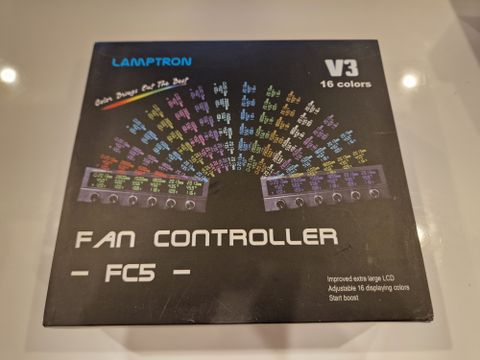 LAMPTRON
V3
16 colors
Color Brings Out The Best
FAN CONTROLLER
- FC5 -
Improved extra large LCD
Adjustable 16 displaying colors
Start boost